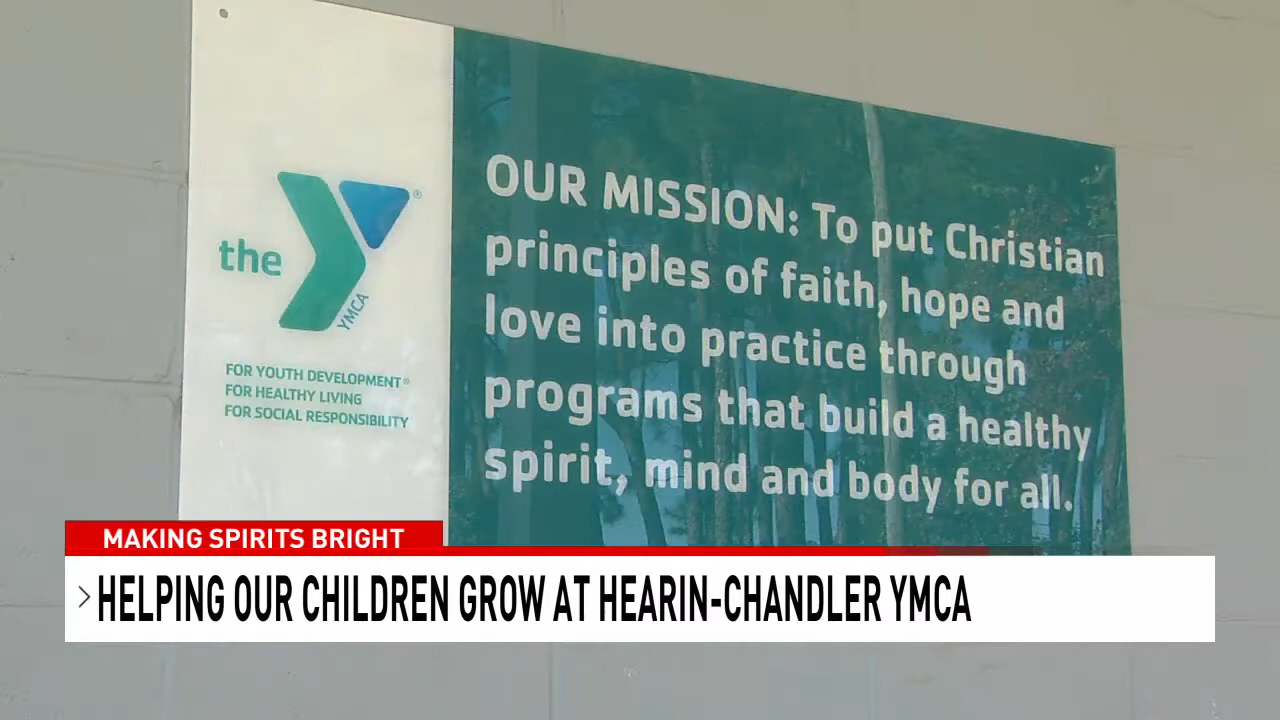 the
YMCA
®
FOR YOUTH DEVELOPMENT®
FOR HEALTHY LIVING
FOR SOCIAL RESPONSIBILITY
OUR MISSION: To put Christian
principles of faith, hope and
love into practice through
programs that build a healthy
spirit, mind and body for all.
MAKING SPIRITS BRIGHT
HELPING OUR CHILDREN GROW AT HEARIN-CHANDLER YMCA